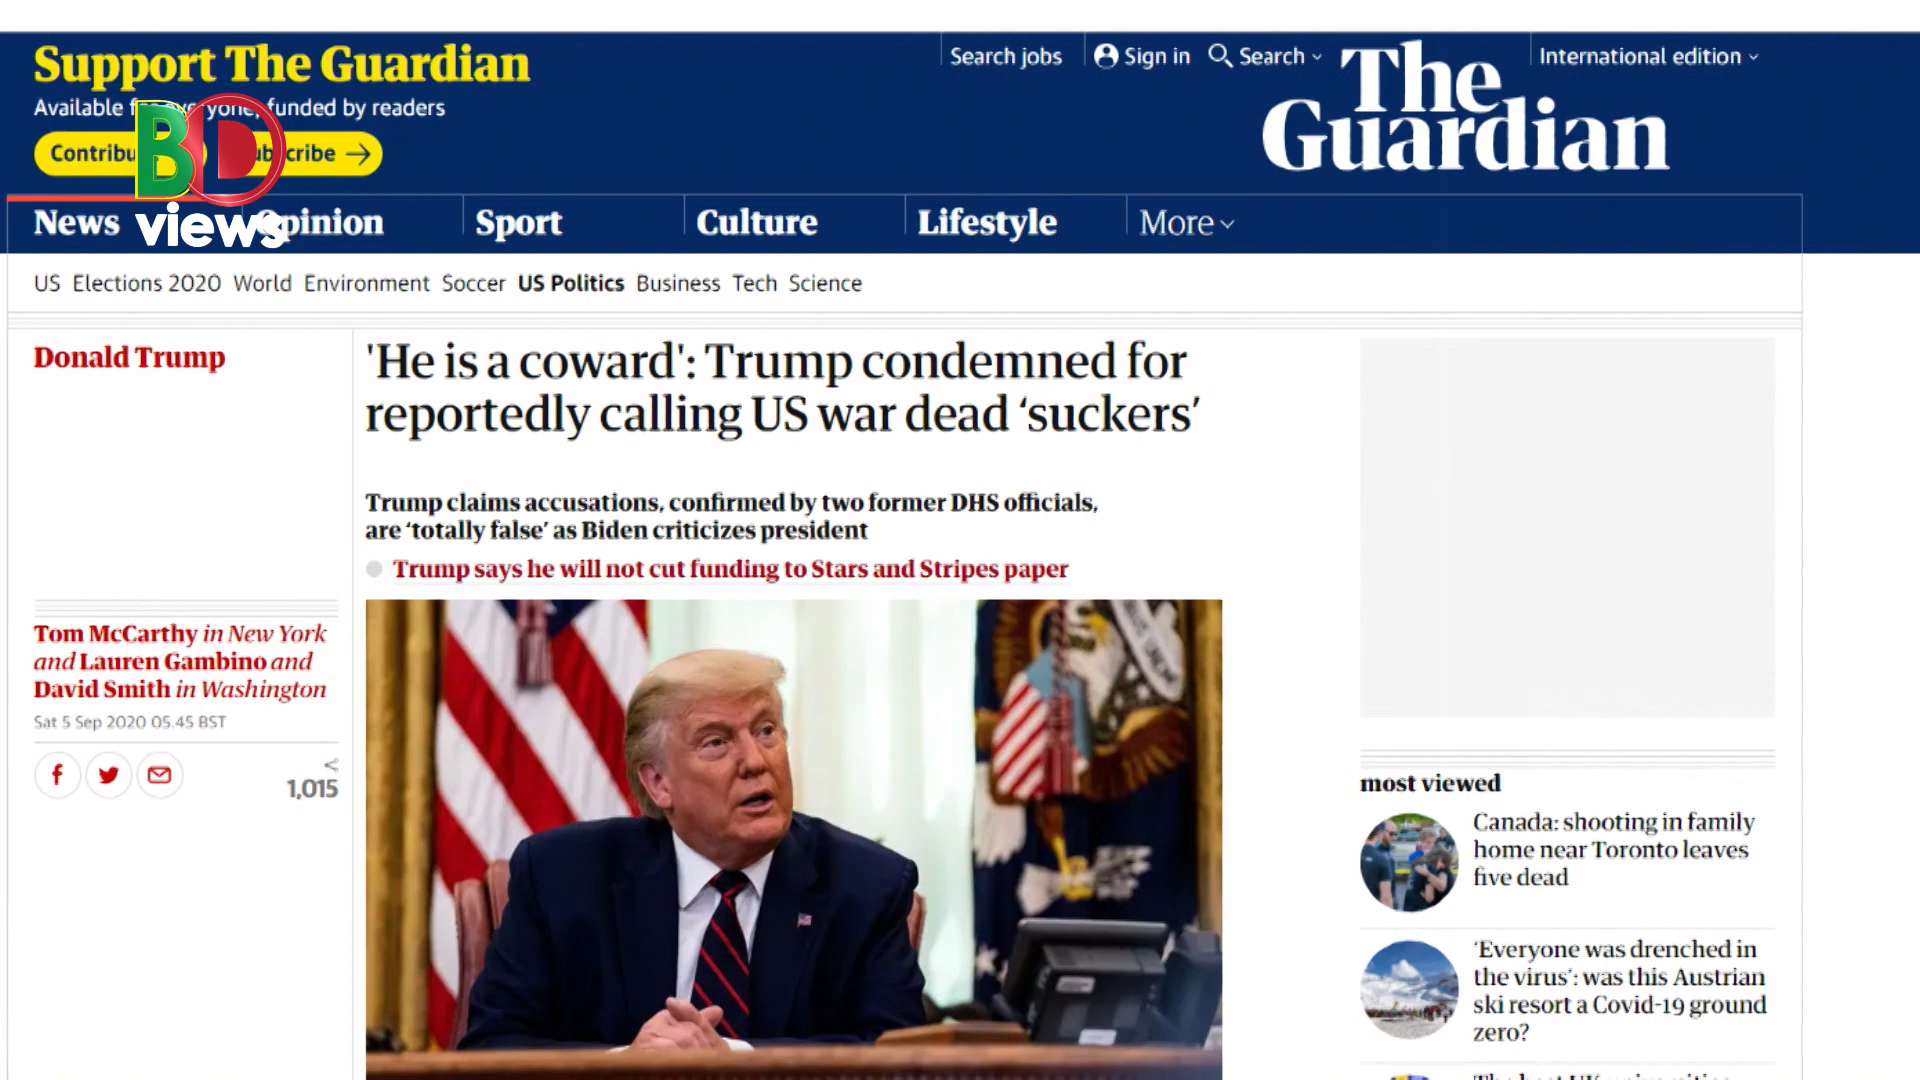 Support The Guardian
Available for everyone, funded by readers
Search jobs
Sign in
Search
The
Guardian
International edition
BD
views
News
Opinion
Sport
Culture
Lifestyle
More
US Elections 2020 World Environment Soccer US Politics Business Tech Science
Donald Trump
'He is a coward': Trump condemned for
reportedly calling US war dead ‘suckers’
Trump claims accusations, confirmed by two former DHS officials,
are ‘totally false’ as Biden criticizes president
Trump says he will not cut funding to Stars and Stripes paper
Tom McCarthy in New York
and Lauren Gambino and
David Smith in Washington
Sat 5 Sep 2020 05.45 BST
1,015
most viewed
Canada: shooting in family
home near Toronto leaves
five dead
‘Everyone was drenched in
the virus’: was this Austrian
ski resort a Covid-19 ground
zero?